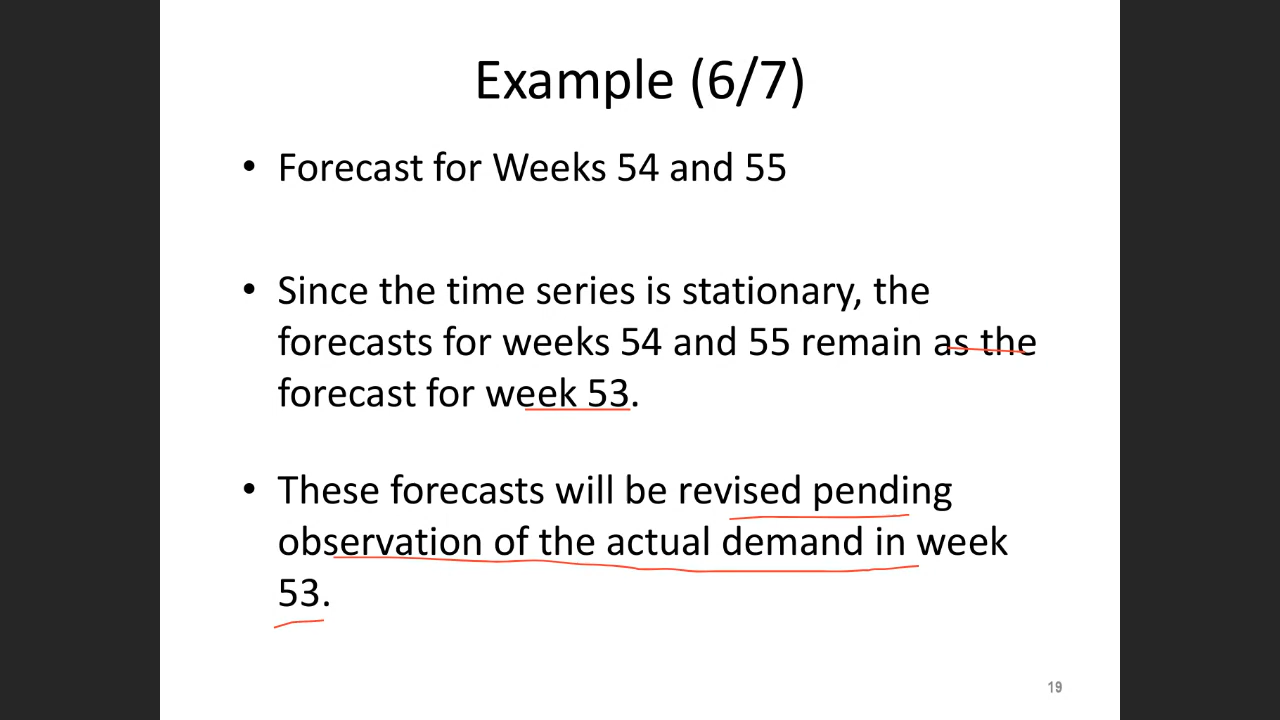 Example (6/7)
• Forecast for Weeks 54 and 55
• Since the time series is stationary, the
forecasts for weeks 54 and 55 remain as the
forecast for week 53.
• These forecasts will be revised pending
observation of the actual demand in week
53.
19